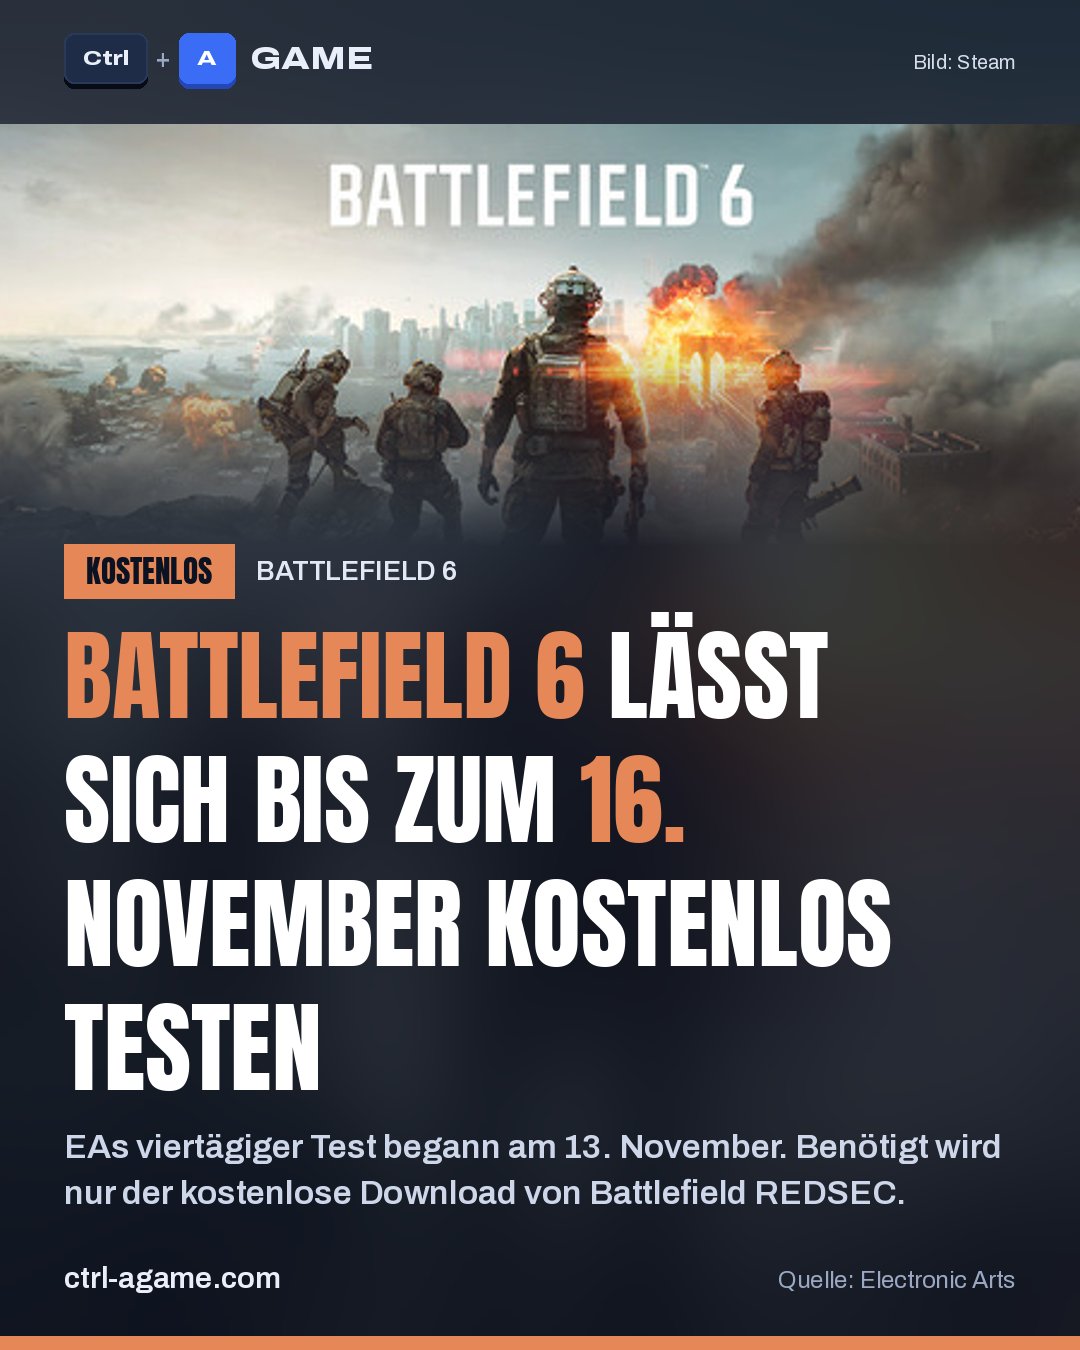 Ctrl + A GAME
Bild: Steam
BATTLEFIELD™ 6
KOSTENLOS BATTLEFIELD 6
BATTLEFIELD 6 LÄSST
SICH BIS ZUM 16.
NOVEMBER KOSTENLOS
TESTEN
EAs viertägiger Test begann am 13. November. Benötigt wird
nur der kostenlose Download von Battlefield REDSEC.
ctrl-agame.com
Quelle: Electronic Arts